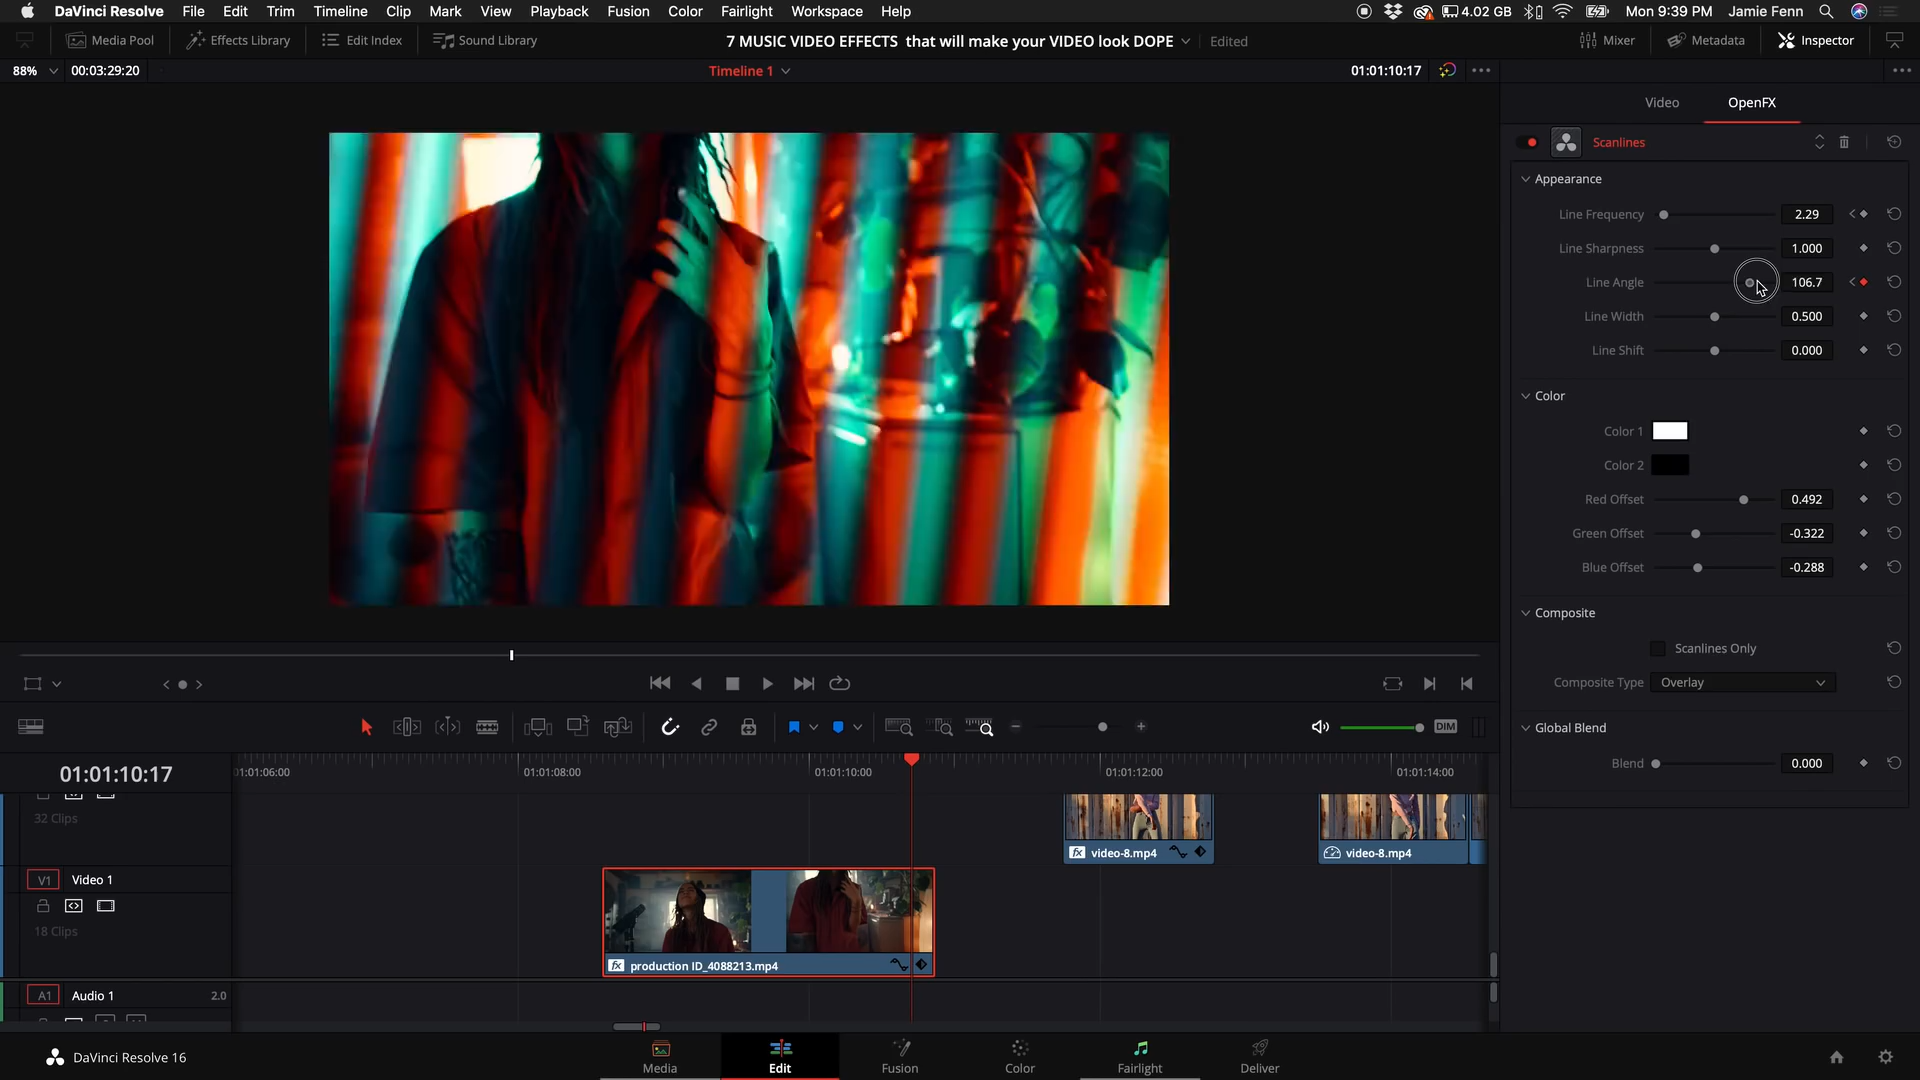 DaVinci Resolve File Edit Trim Timeline Clip Mark View Playback Fusion Color Fairlight Workspace Help 4.02 GB Mon 9:39 PM Jamie Fenn
Media Pool Effects Library Edit Index Sound Library 7 MUSIC VIDEO EFFECTS that will make your VIDEO look DOPE Edited Mixer Metadata Inspector
88% 00:03:29:20 Timeline 1 01:01:10:17
Video OpenFX
Scanlines
Appearance
Line Frequency 2.29
Line Sharpness 1.000
Line Angle 106.7
Line Width 0.500
Line Shift 0.000
Color
Color 1
Color 2
Red Offset 0.492
Green Offset -0.322
Blue Offset -0.288
Composite
Scanlines Only
Composite Type Overlay
Global Blend
Blend 0.000
DIM
01:01:10:17 01:01:06:00 01:01:08:00 01:01:10:00 01:01:12:00 01:01:14:00
32 Clips
fx video-8.mp4 video-8.mp4
V1 Video 1
18 Clips
fx production ID_4088213.mp4
A1 Audio 1 2.0
DaVinci Resolve 16 Media Edit Fusion Color Fairlight Deliver